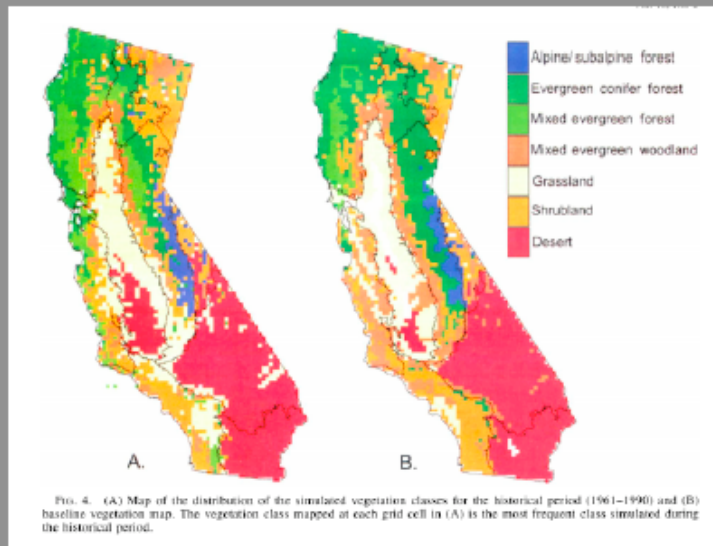 Alpine/subalpine forest
Evergreen conifer forest
Mixed evergreen forest
Mixed evergreen woodland
Grassland
Shrubland
Desert
A.
B.
FIG. 4. (A) Map of the distribution of the simulated vegetation classes for the historical period (1961–1990) and (B)
baseline vegetation map. The vegetation class mapped at each grid cell in (A) is the most frequent class simulated during
the historical period.